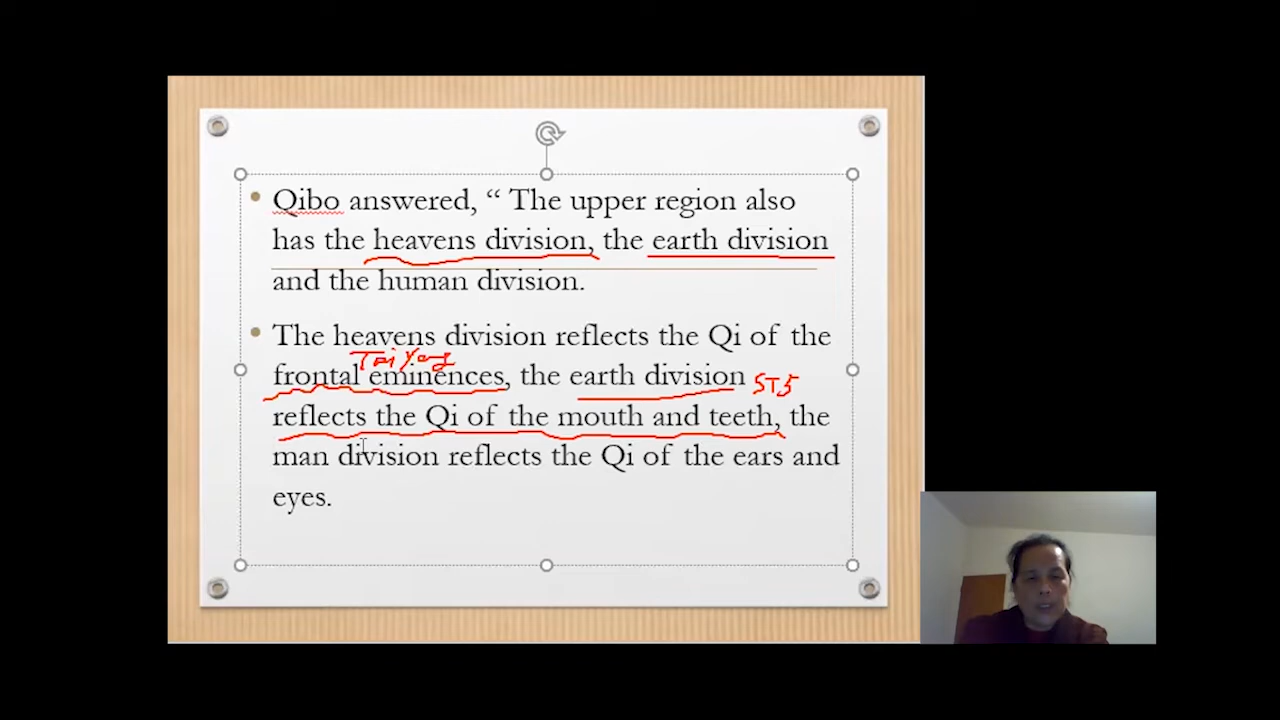 Qibo answered, “ The upper region also
has the heavens division, the earth division
and the human division.
The heavens division reflects the Qi of the
Tai Yang
frontal eminences, the earth division ST5
reflects the Qi of the mouth and teeth, the
man division reflects the Qi of the ears and
eyes.